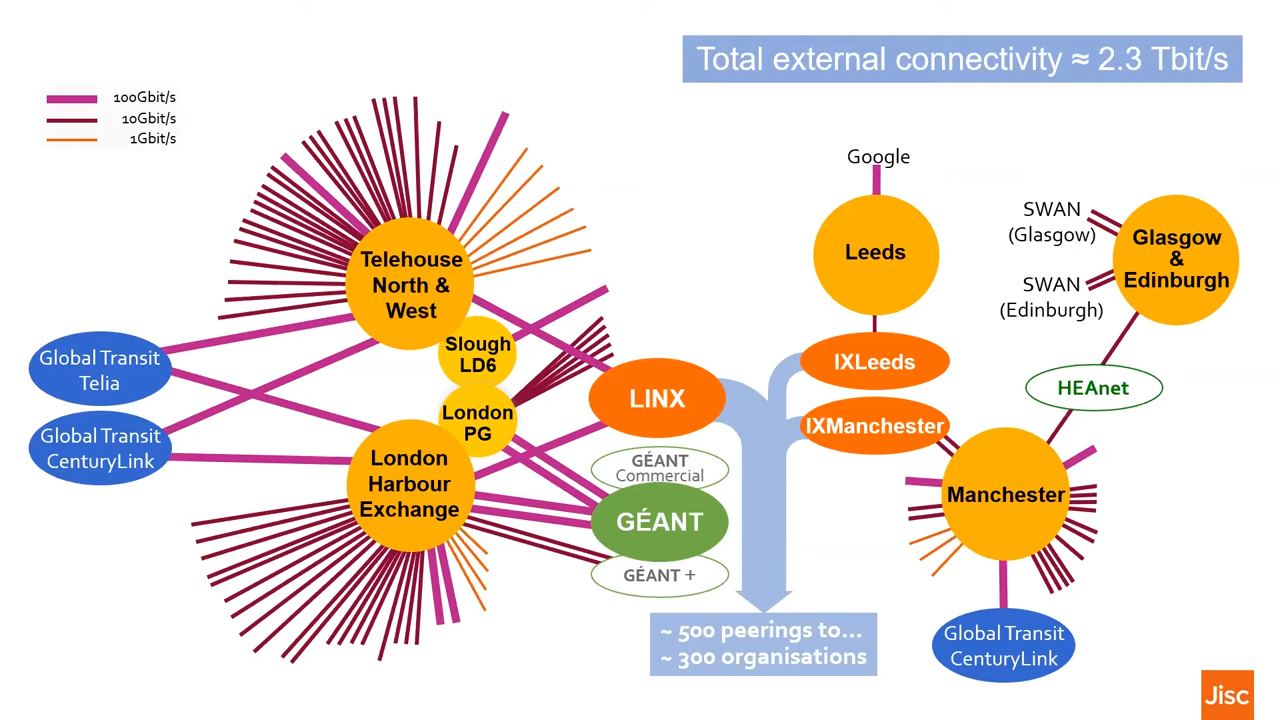 Total external connectivity ≈ 2.3 Tbit/s
100Gbit/s
10Gbit/s
1Gbit/s
Google
SWAN
(Glasgow)
Glasgow
&
Edinburgh
Leeds
Telehouse
North &
West
SWAN
(Edinburgh)
Slough
LD6
Global Transit
Telia
IXLeeds
HEAnet
LINX
London
PG
IXManchester
Global Transit
CenturyLink
London
Harbour
Exchange
GÉANT
Commercial
Manchester
GÉANT
GÉANT +
~ 500 peerings to...
~ 300 organisations
Global Transit
CenturyLink
Jisc